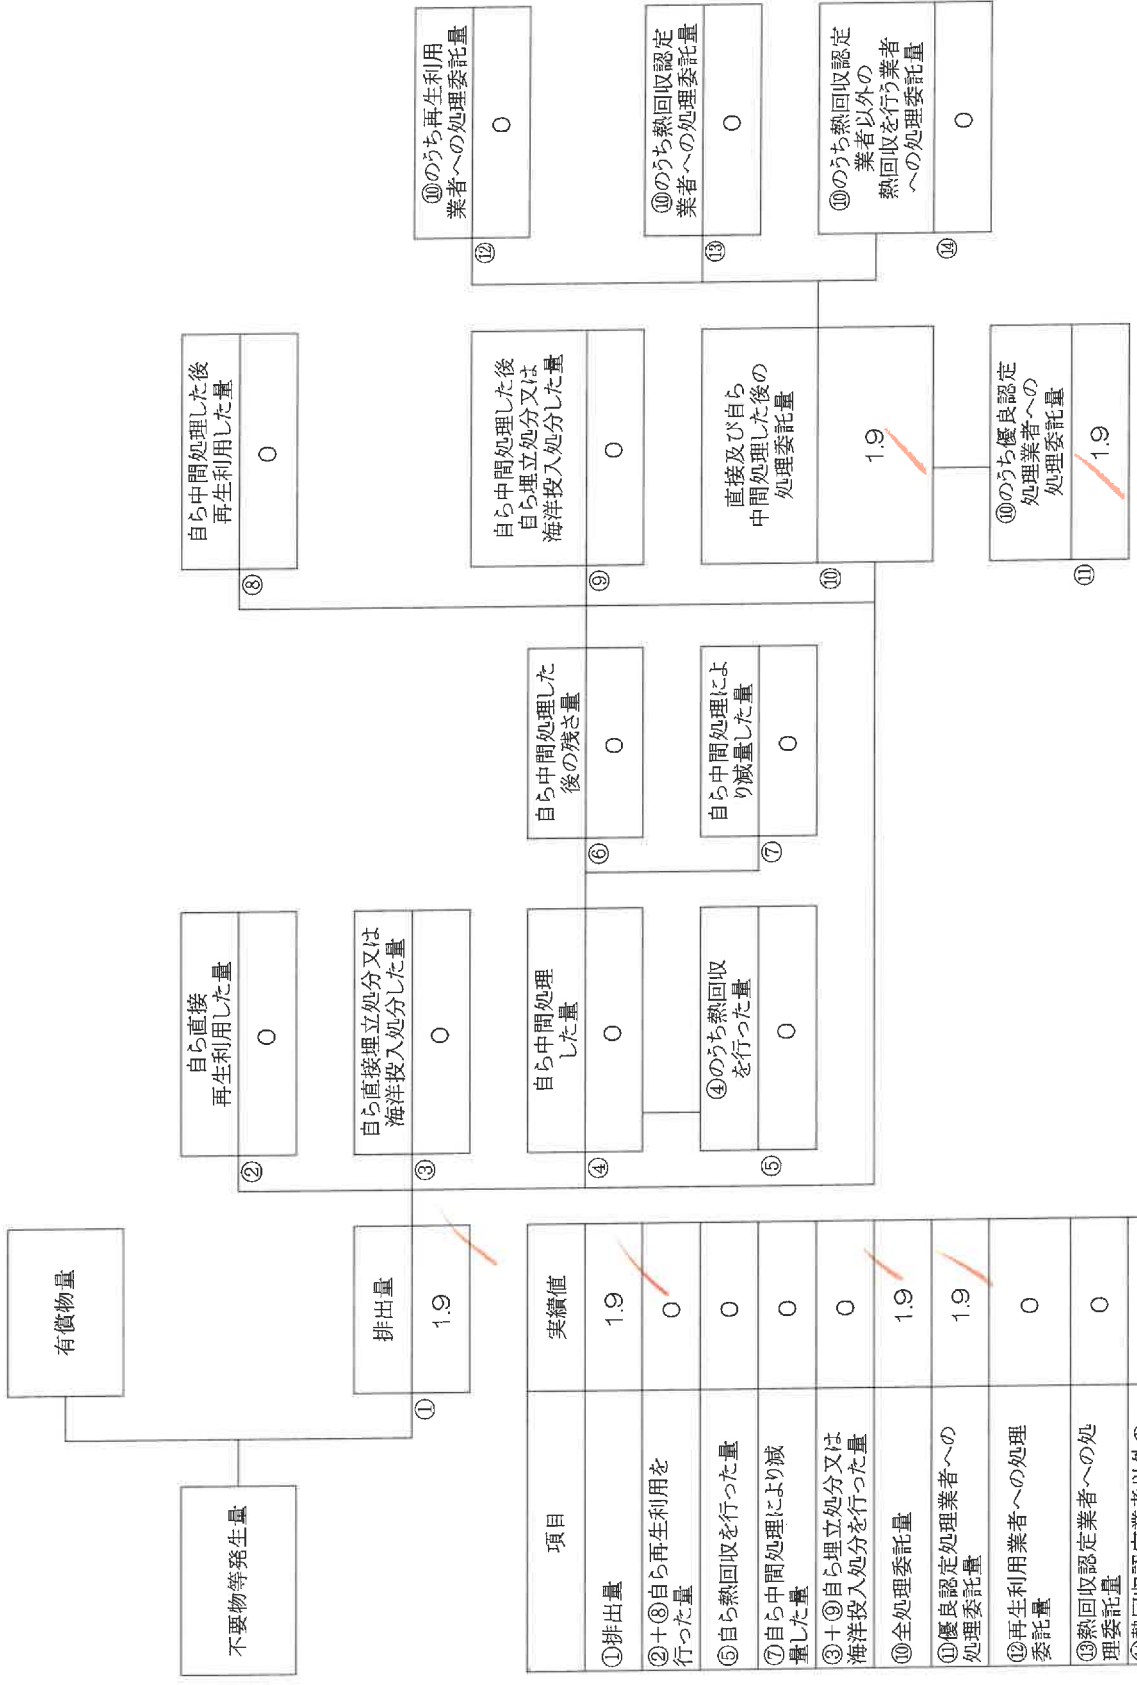 不要物等発生量
有償物量
①
排出量
1.9
②
自ら直接
再生利用した量
0
③
自ら直接埋立処分又は
海洋投入処分した量
0
④
自ら中間処理
した量
0
⑤
④のうち熱回収
を行った量
0
⑥
自ら中間処理した
後の残さ量
0
⑦
自ら中間処理によ
り減量した量
0
⑧
自ら中間処理した後
再生利用した量
0
⑨
自ら中間処理した後
自ら埋立処分又は
海洋投入処分した量
0
⑩
直接及び自ら
中間処理した後の
処理委託量
1.9
⑪
⑩のうち優良認定
処理業者への
処理委託量
1.9
⑫
⑩のうち再生利用
業者への処理委託量
0
⑬
⑩のうち熱回収認定
業者への処理委託量
0
⑭
⑩のうち熱回収認定
業者以外の
熱回収を行う業者
への処理委託量
0
項目
実績値
①排出量
1.9
②+⑧自ら再生利用を
行った量
0
⑤自ら熱回収を行った量
0
⑦自ら中間処理により減
量した量
0
③+⑨自ら埋立処分又は
海洋投入処分を行った量
0
⑩全処理委託量
1.9
⑪優良認定処理業者への
処理委託量
1.9
⑫再生利用業者への処理
委託量
0
⑬熱回収認定業者への処
理委託量
0